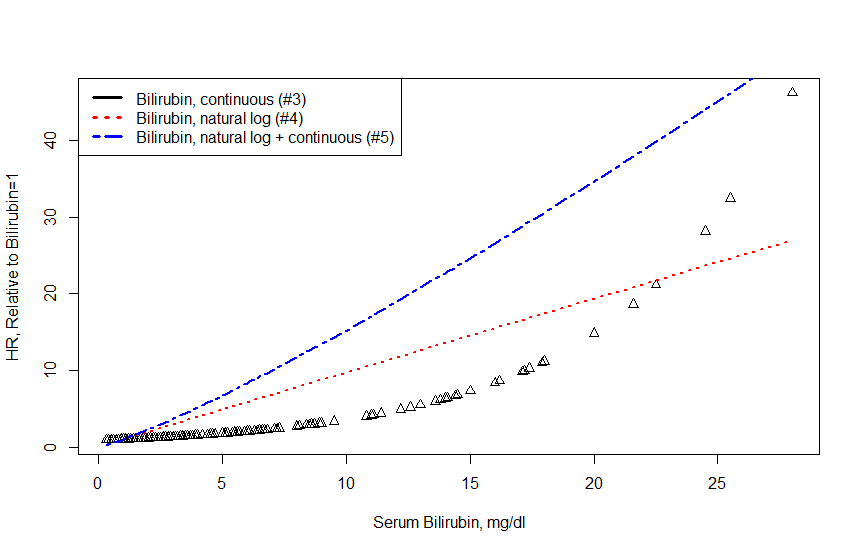 Bilirubin, continuous (#3)
Bilirubin, natural log (#4)
Bilirubin, natural log + continuous (#5)
HR, Relative to Bilirubin=1
40
30
20
10
0
0 5 10 15 20 25
Serum Bilirubin, mg/dl